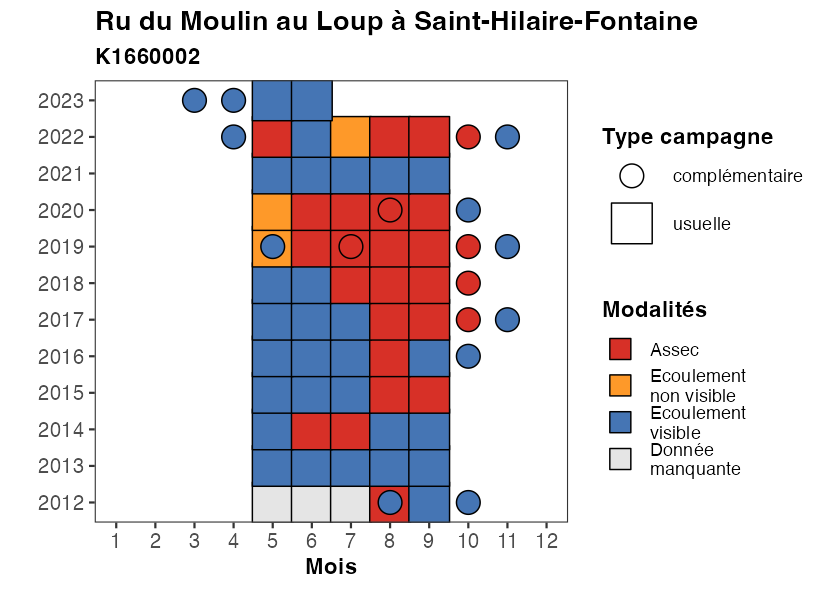 Ru du Moulin au Loup à Saint-Hilaire-Fontaine
K1660002
2023
2022
2021
2020
2019
2018
2017
2016
2015
2014
2013
2012
1 2 3 4 5 6 7 8 9 10 11 12
Mois
Type campagne
complémentaire
usuelle
Modalités
Assec
Ecoulement
non visible
Ecoulement
visible
Donnée
manquante